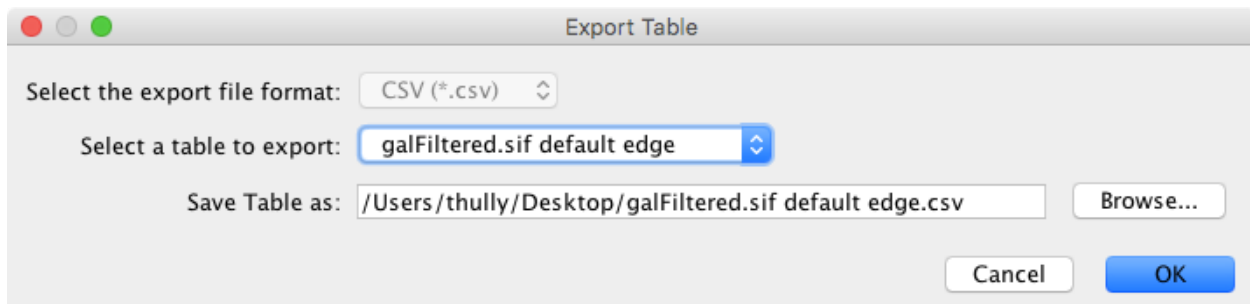 Export Table
Select the export file format: CSV (*.csv)
Select a table to export: galFiltered.sif default edge
Save Table as: /Users/thully/Desktop/galFiltered.sif default edge.csv Browse...
Cancel OK